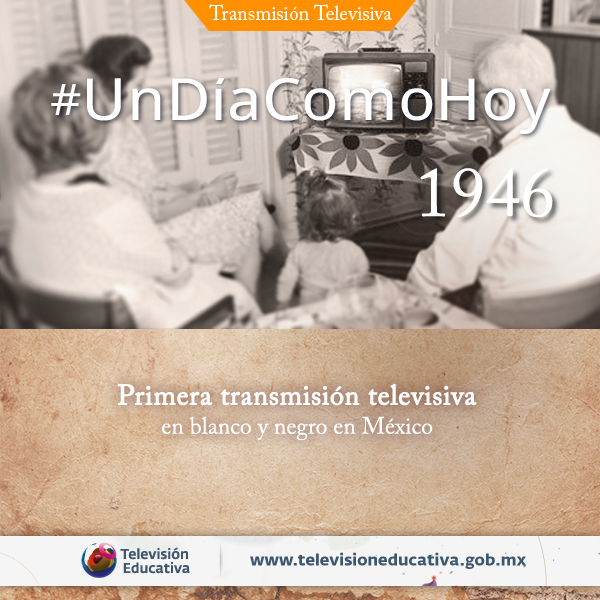 Transmisión Televisiva
#UnDíaComoHoy
1946
Primera transmisión televisiva
en blanco y negro en México
Televisión
Educativa
www.televisioneducativa.gob.mx